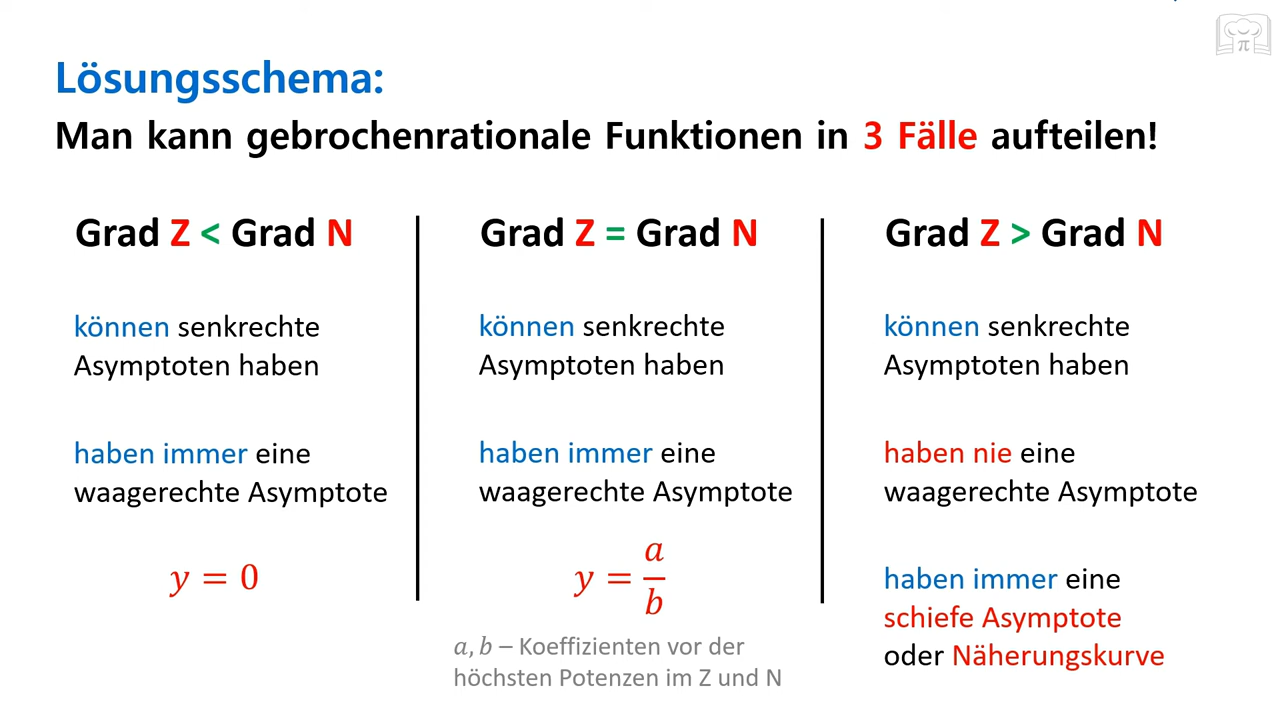 Lösungsschema:
Man kann gebrochenrationale Funktionen in 3 Fälle aufteilen!
Grad Z < Grad N
können senkrechte
Asymptoten haben
haben immer eine
waagerechte Asymptote
y = 0
Grad Z = Grad N
können senkrechte
Asymptoten haben
haben immer eine
waagerechte Asymptote
y = a/b
a, b – Koeffizienten vor der
höchsten Potenzen im Z und N
Grad Z > Grad N
können senkrechte
Asymptoten haben
haben nie eine
waagerechte Asymptote
haben immer eine
schiefe Asymptote
oder Näherungskurve
π